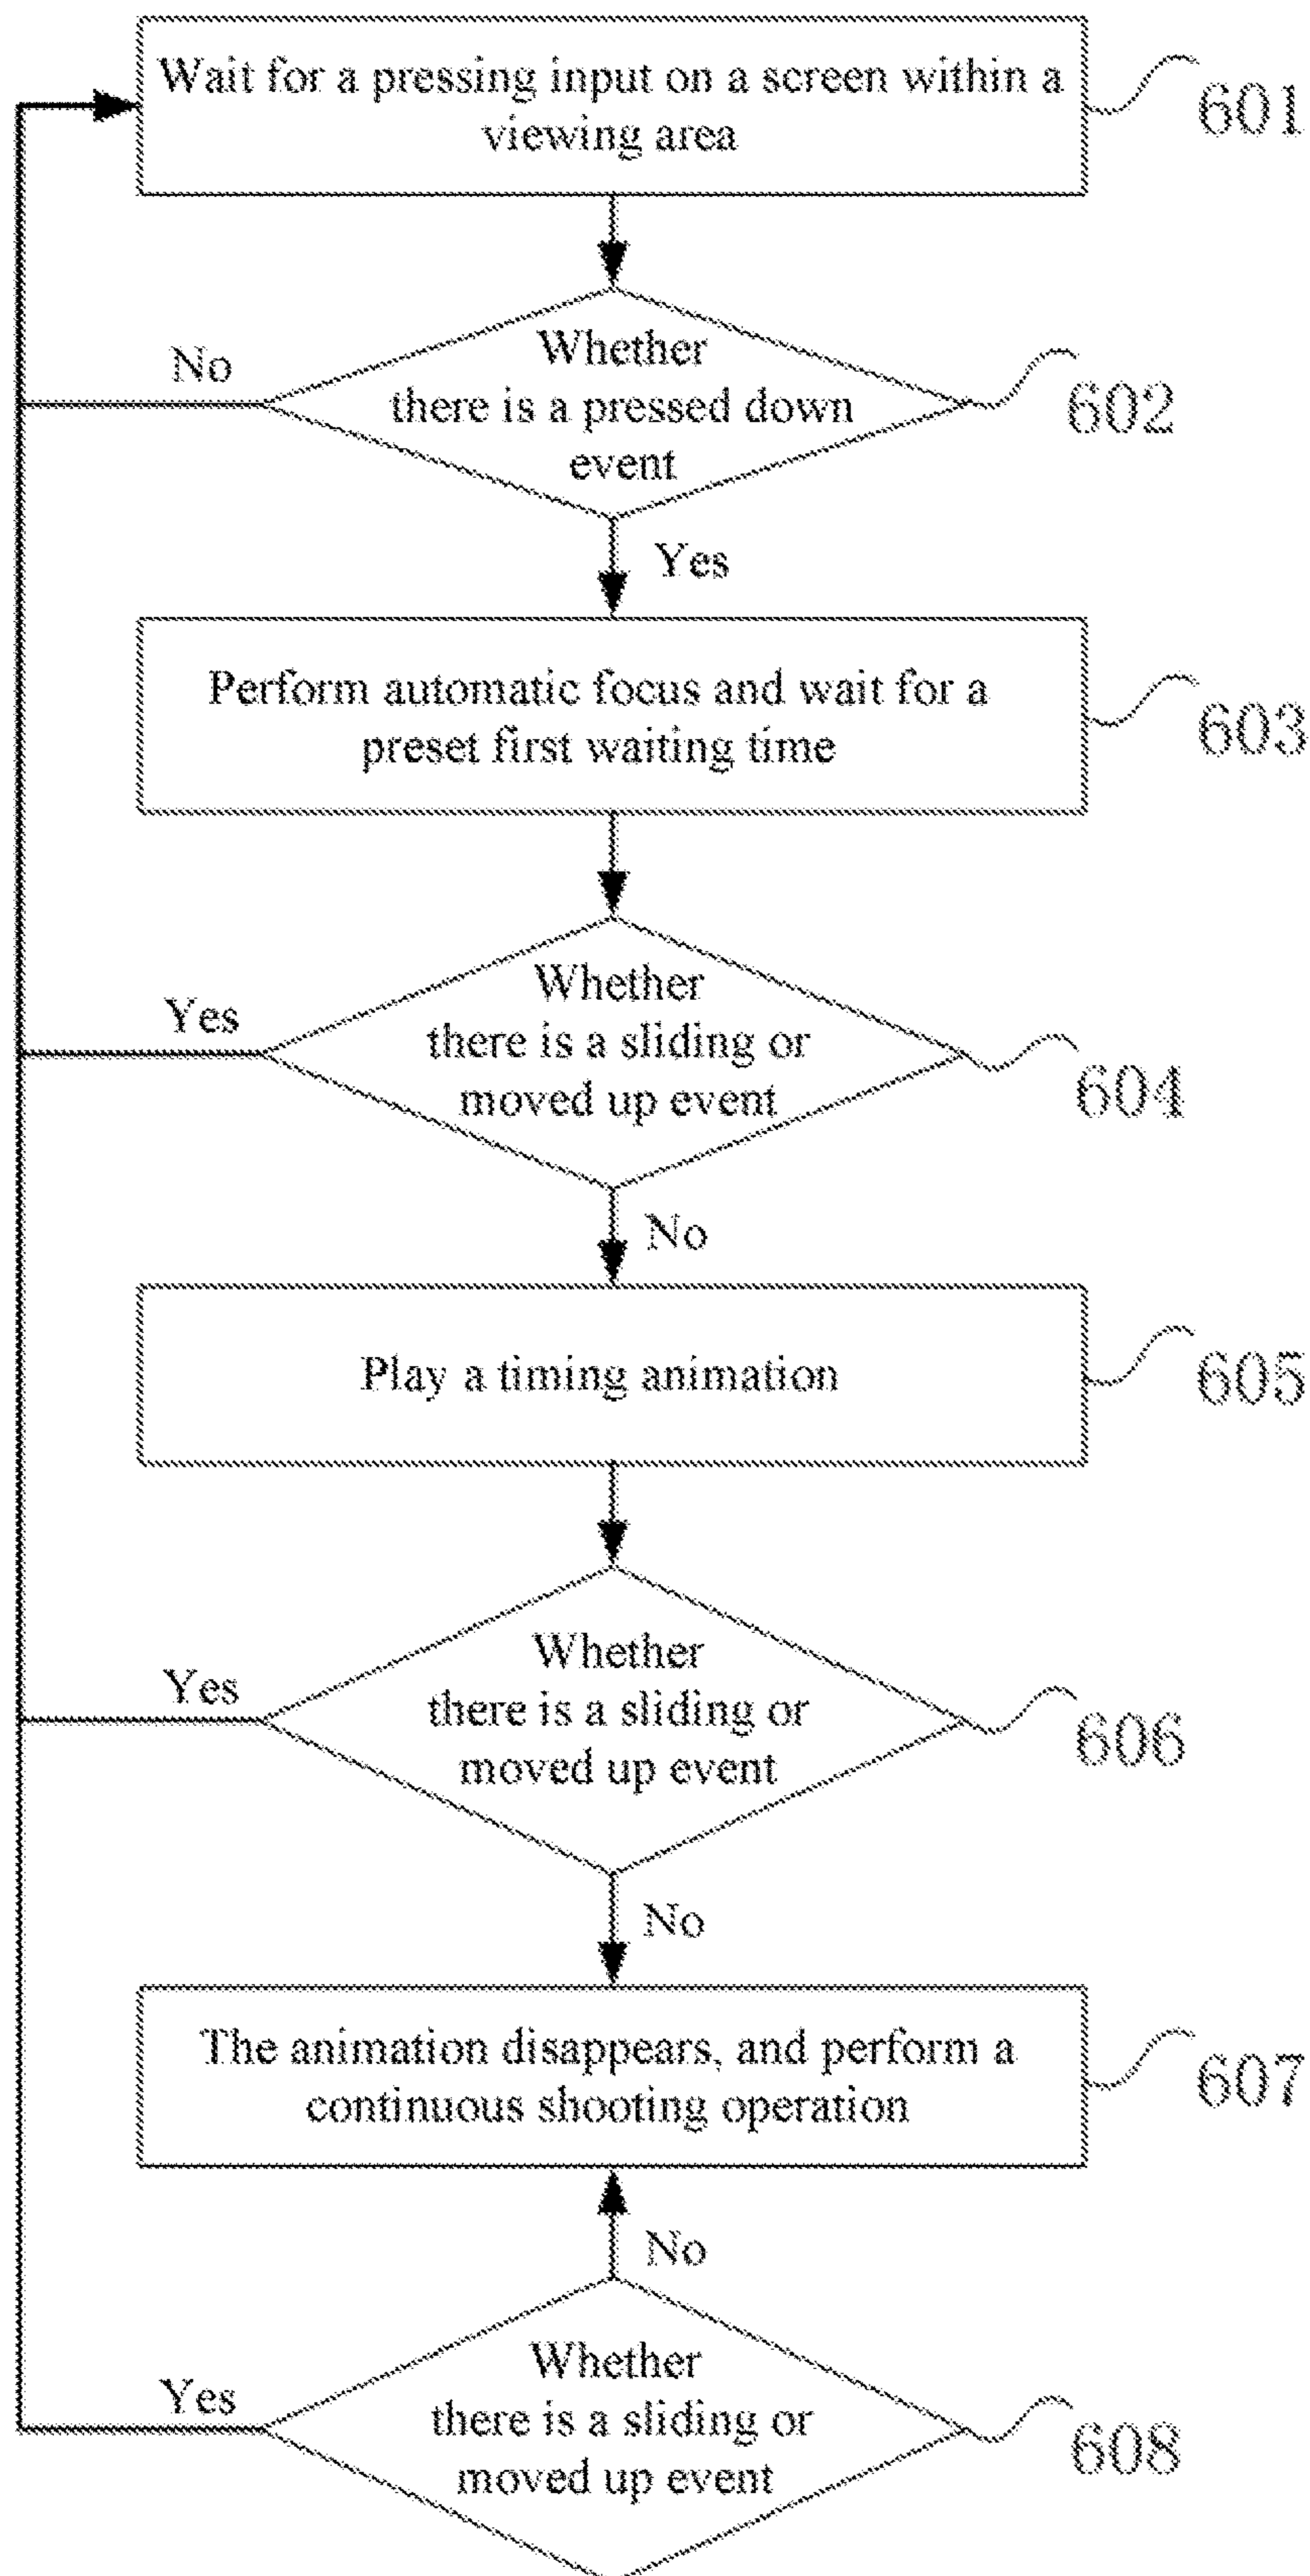 Wait for a pressing input on a screen within a
viewing area
601
No
Whether
there is a pressed down
event
602
Yes
Perform automatic focus and wait for a
preset first waiting time
603
Yes
Whether
there is a sliding or
moved up event
604
No
Play a timing animation
605
Yes
Whether
there is a sliding or
moved up event
606
No
The animation disappears, and perform a
continuous shooting operation
607
No
Yes
Whether
there is a sliding or
moved up event
608